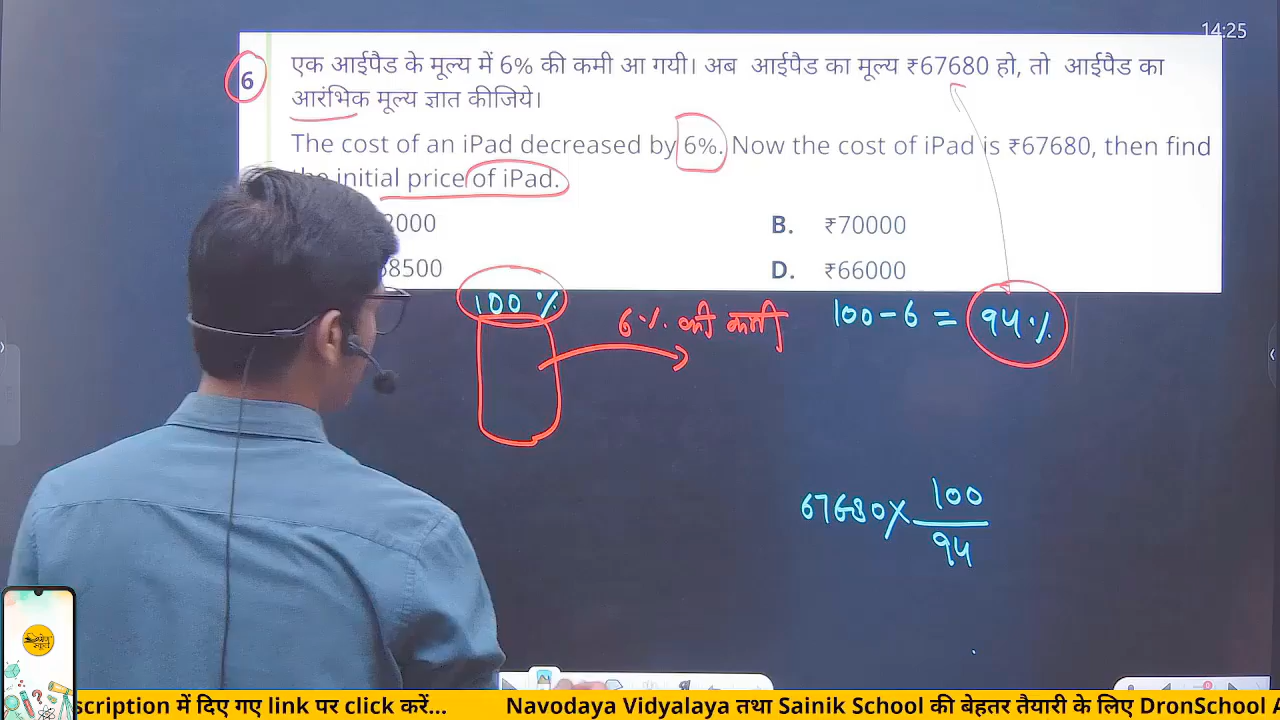 14:25
6
एक आईपैड के मूल्य में 6% की कमी आ गयी। अब आईपैड का मूल्य ₹67680 हो, तो आईपैड का
आरंभिक मूल्य ज्ञात कीजिये।
The cost of an iPad decreased by 6%. Now the cost of iPad is ₹67680, then find
initial price of iPad.
2000
B. ₹70000
8500
D. ₹66000
100 %
6 % की कमी
100 - 6 = 94 %
67680 × 100
94
scription में दिए गए link पर click करें... Navodaya Vidyalaya तथा Sainik School की बेहतर तैयारी के लिए DronSchool